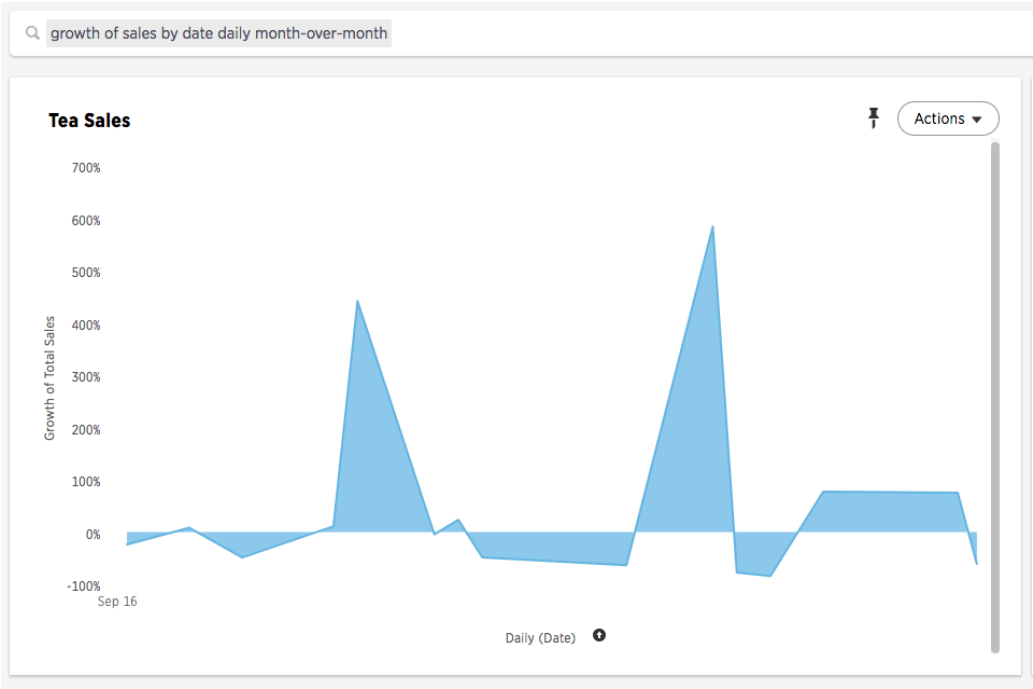 growth of sales by date daily month-over-month
Tea Sales
Actions
700%
600%
500%
400%
300%
200%
100%
0%
-100%
Growth of Total Sales
Sep 16
Daily (Date)